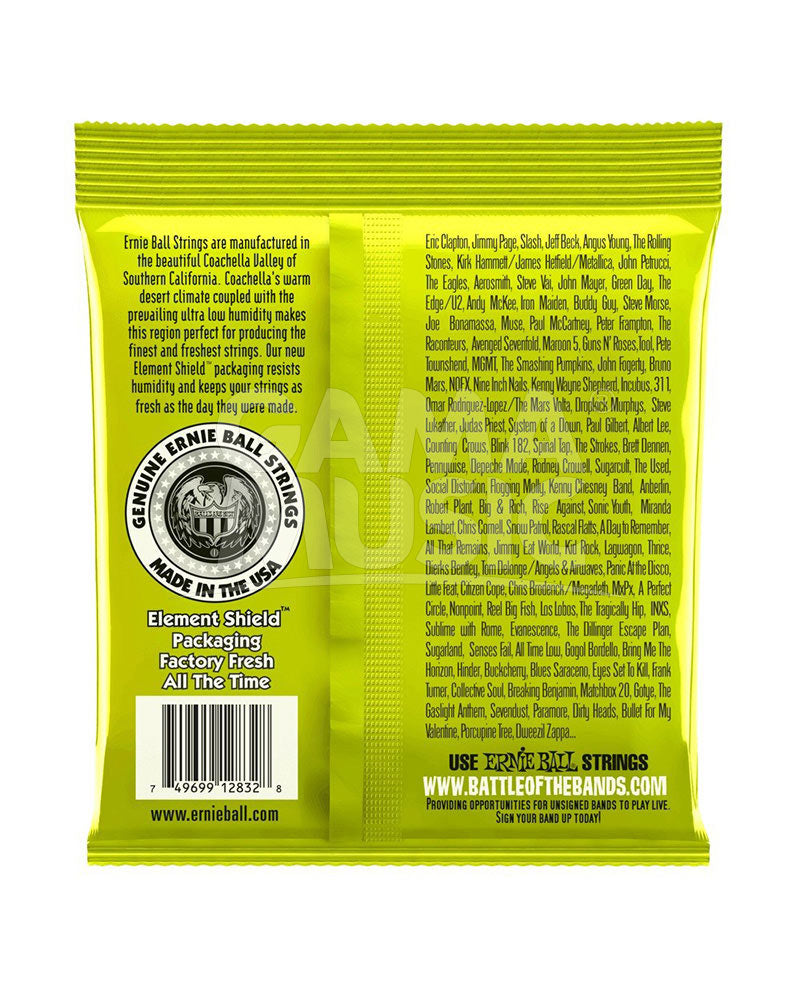 Ernie Ball Strings are manufactured in
the beautiful Coachella Valley of
Southern California. Coachella's warm
desert climate coupled with the
prevailing ultra low humidity makes
this region perfect for producing the
finest and freshest strings. Our new
Element Shield™ packaging resists
humidity and keeps your strings as
fresh as the day they were made.
GENUINE ERNIE BALL STRINGS
MADE IN THE USA
Element Shield™
Packaging
Factory Fresh
All The Time
7 49699 12832 8
www.ernieball.com
Eric Clapton, Jimmy Page, Slash, Jeff Beck, Angus Young, The Rolling
Stones, Kirk Hammett/James Hetfield/Metallica, John Petrucci,
The Eagles, Aerosmith, Steve Vai, John Mayer, Green Day, The
Edge/U2, Andy McKee, Iron Maiden, Buddy Guy, Steve Morse,
Joe Bonamassa, Muse, Paul McCartney, Peter Frampton, The
Raconteurs, Avenged Sevenfold, Maroon 5, Guns N' Roses,Tool, Pete
Townshend, MGMT, The Smashing Pumpkins, John Fogerty, Bruno
Mars, NOFX, Nine Inch Nails, Kenny Wayne Shepherd, Incubus, 311,
Omar Rodriguez-Lopez/The Mars Volta, Dropkick Murphys, Steve
Lukather, Judas Priest, System of a Down, Paul Gilbert, Albert Lee,
Counting Crows, Blink 182, Spinal Tap, The Strokes, Brett Dennen,
Pennywise, Depeche Mode, Rodney Crowell, Sugarcult, The Used,
Social Distortion, Flogging Molly, Kenny Chesney Band, Anberlin,
Robert Plant, Big & Rich, Rise Against, Sonic Youth, Miranda
Lambert, Chris Cornell, Snow Patrol, Rascal Flatts, A Day to Remember,
All That Remains, Jimmy Eat World, Kid Rock, Lagwagon, Thrice,
Dierks Bentley, Tom Delonge/Angels & Airwaves, Panic At the Disco,
Little Feat, Citizen Cope, Chris Broderick/Megadeth, MxPx, A Perfect
Circle, Nonpoint, Reel Big Fish, Los Lobos, The Tragically Hip, INXS,
Sublime with Rome, Evanescence, The Dillinger Escape Plan,
Sugarland, Senses Fail, All Time Low, Gogol Bordello, Bring Me The
Horizon, Hinder, Buckcherry, Blues Saraceno, Eyes Set To Kill, Frank
Turner, Collective Soul, Breaking Benjamin, Matchbox 20, Gotye, The
Gaslight Anthem, Sevendust, Paramore, Dirty Heads, Bullet For My
Valentine, Porcupine Tree, Dweezil Zappa...
USE ERNIE BALL STRINGS
WWW.BATTLEOFTHEBANDS.COM
PROVIDING OPPORTUNITIES FOR UNSIGNED BANDS TO PLAY LIVE.
SIGN YOUR BAND UP TODAY!